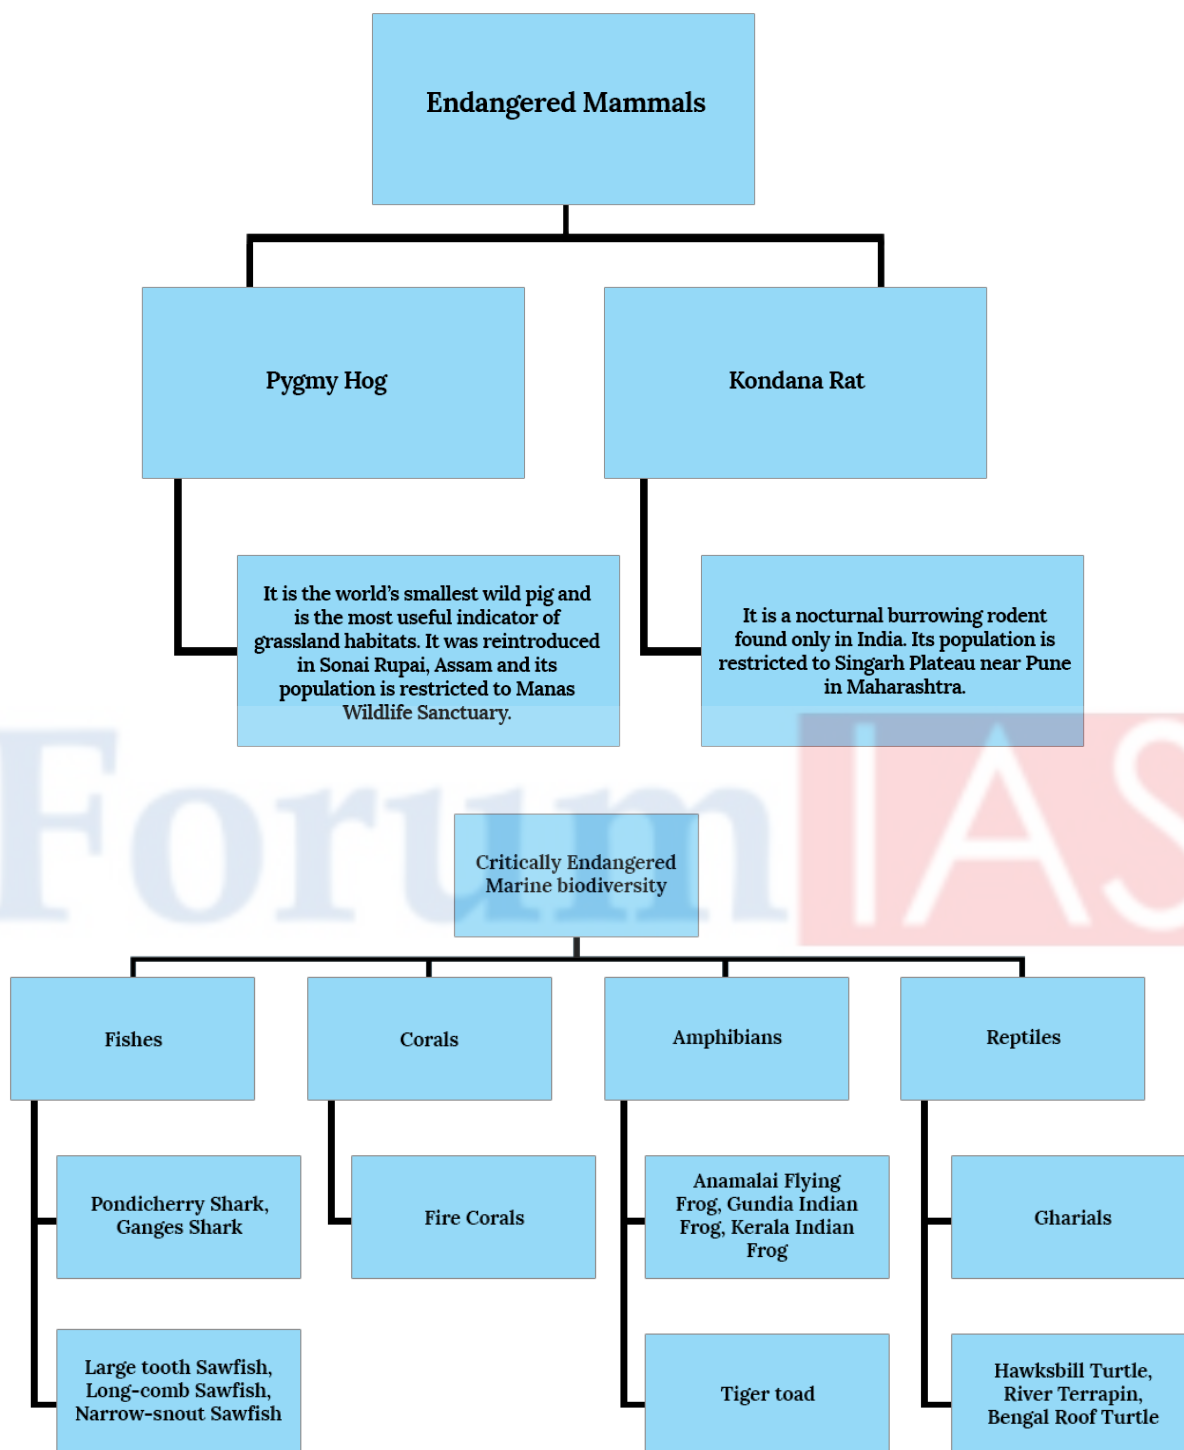 Endangered Mammals
Pygmy Hog
Kondana Rat
It is the world's smallest wild pig and
is the most useful indicator of
grassland habitats. It was reintroduced
in Sonai Rupai, Assam and its
population is restricted to Manas
Wildlife Sanctuary.
It is a nocturnal burrowing rodent
found only in India. Its population is
restricted to Singarh Plateau near Pune
in Maharashtra.
Forum IAS
Critically Endangered
Marine biodiversity
Fishes
Corals
Amphibians
Reptiles
Pondicherry Shark,
Ganges Shark
Fire Corals
Anamalai Flying
Frog, Gundia Indian
Frog, Kerala Indian
Frog
Gharials
Large tooth Sawfish,
Long-comb Sawfish,
Narrow-snout Sawfish
Tiger toad
Hawksbill Turtle,
River Terrapin,
Bengal Roof Turtle